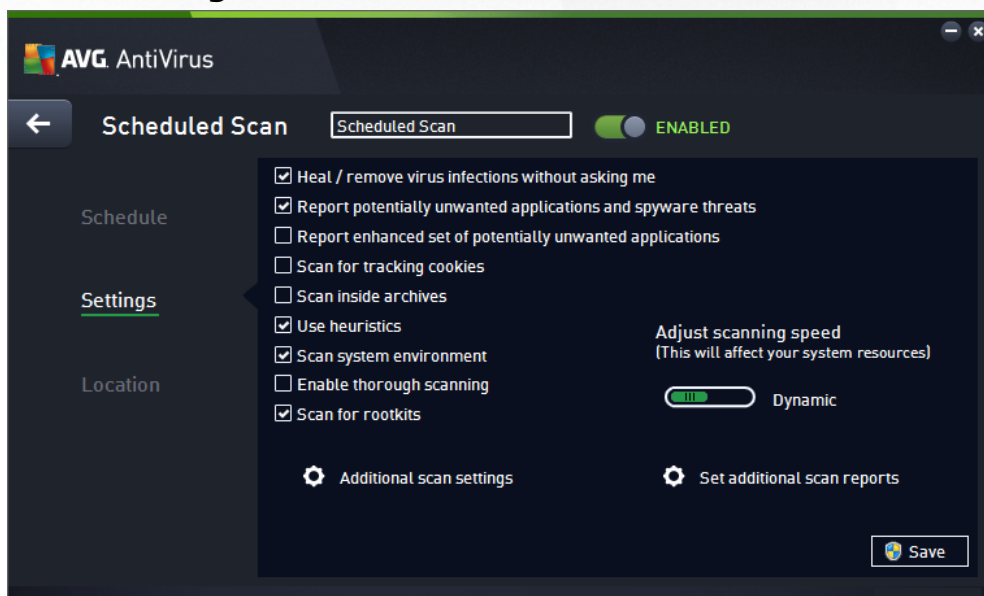 AVG. AntiVirus
Scheduled Scan
Scheduled Scan
ENABLED
Schedule
Settings
Location
Heal / remove virus infections without asking me
Report potentially unwanted applications and spyware threats
Report enhanced set of potentially unwanted applications
Scan for tracking cookies
Scan inside archives
Use heuristics
Scan system environment
Enable thorough scanning
Scan for rootkits
Adjust scanning speed
(This will affect your system resources)
Dynamic
Additional scan settings
Set additional scan reports
Save